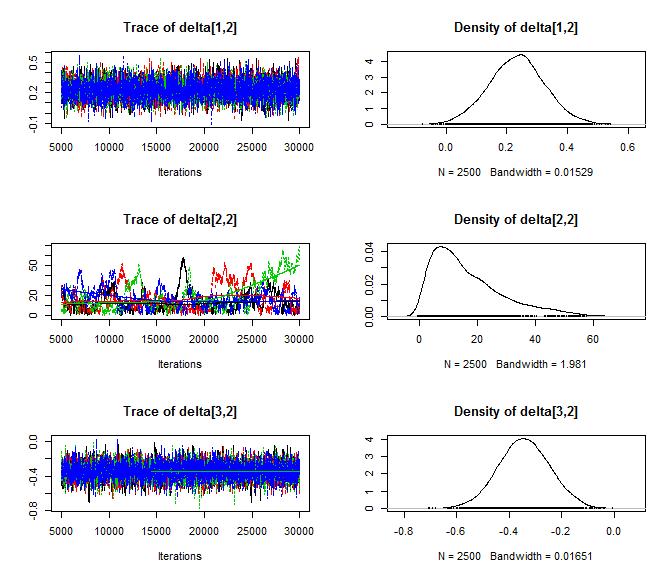 Trace of delta[1,2]
Density of delta[1,2]
-0.1 0.2 0.5
0 1 2 3 4
5000 10000 15000 20000 25000 30000
0.0 0.2 0.4 0.6
Iterations
N = 2500 Bandwidth = 0.01529
Trace of delta[2,2]
Density of delta[2,2]
0 20 50
0.00 0.02 0.04
5000 10000 15000 20000 25000 30000
0 20 40 60
Iterations
N = 2500 Bandwidth = 1.981
Trace of delta[3,2]
Density of delta[3,2]
-0.8 -0.4 0.0
0 1 2 3 4
5000 10000 15000 20000 25000 30000
-0.8 -0.6 -0.4 -0.2 0.0
Iterations
N = 2500 Bandwidth = 0.01651